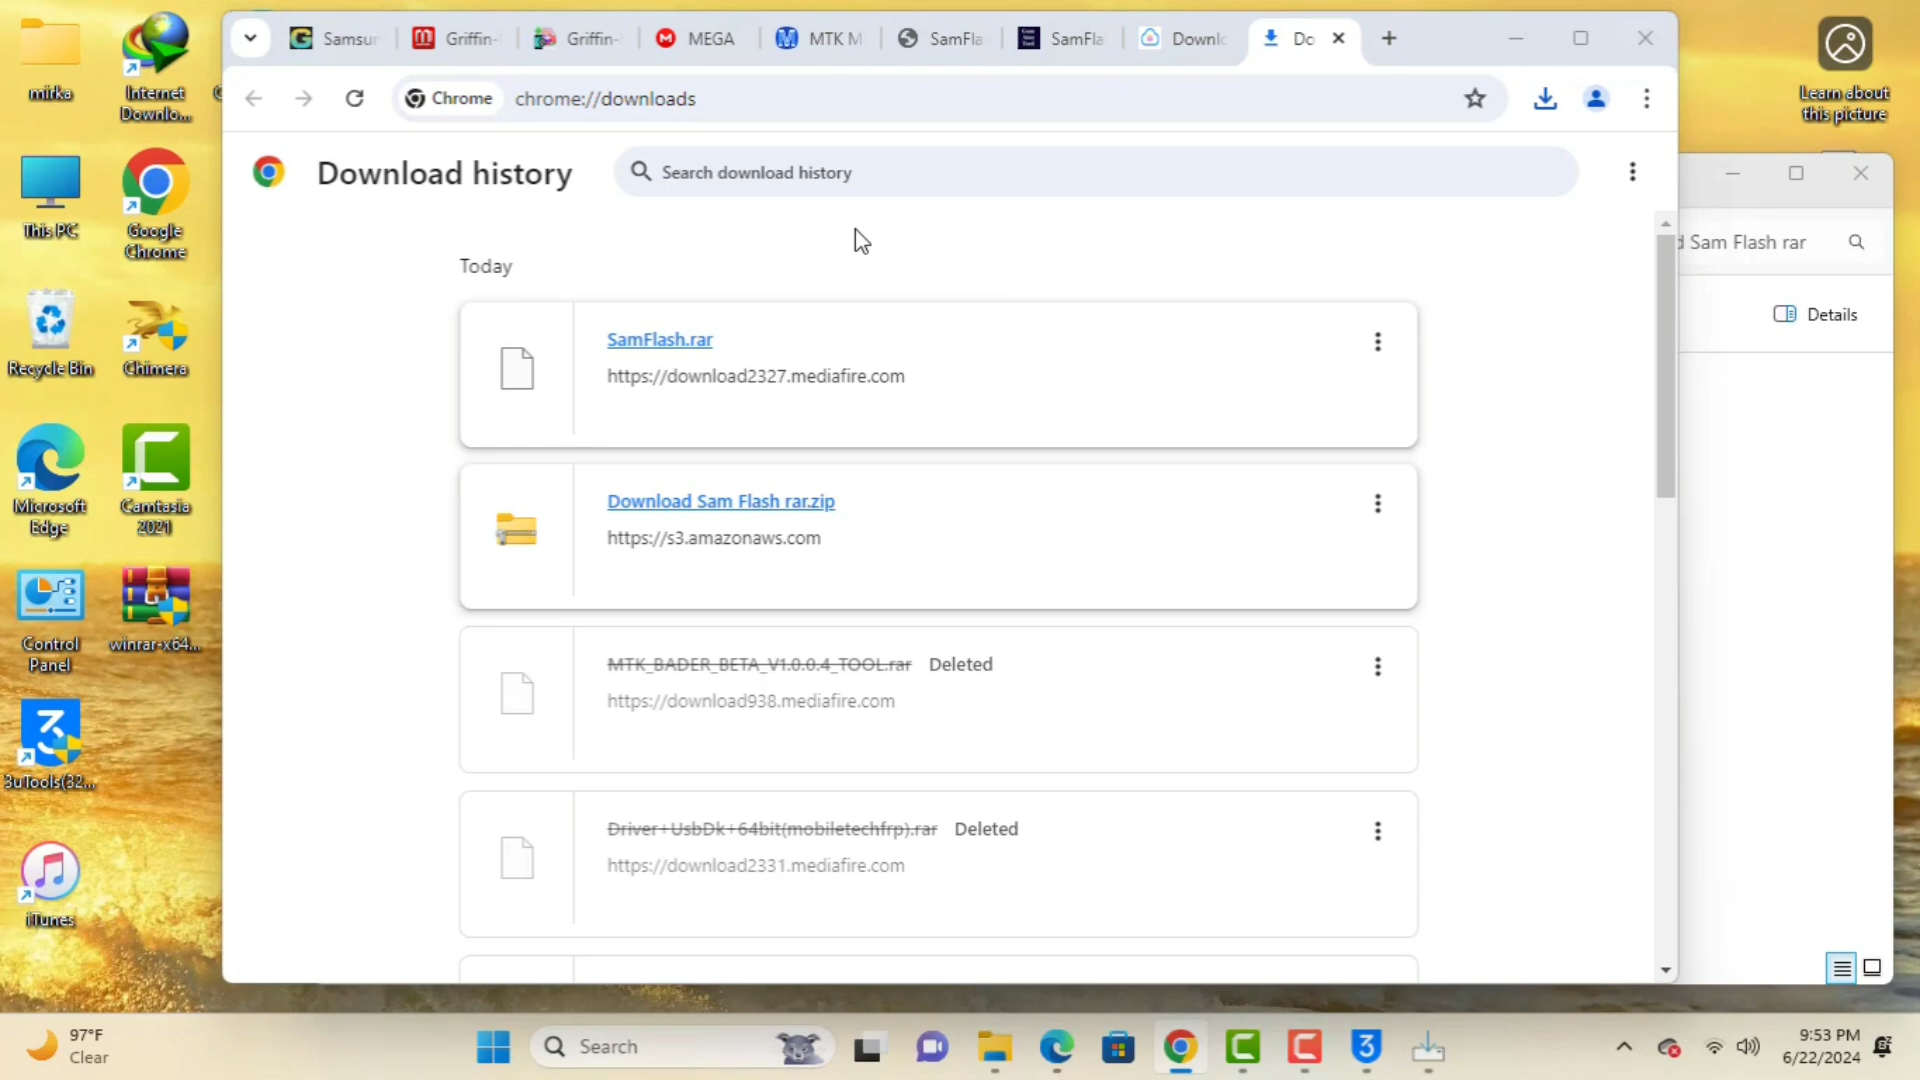 mirka
Internet
Downlo...
This PC
Google
Chrome
Recycle Bin
Chimera
Microsoft
Edge
Camtasia
2021
Control
Panel
winrar-x64...
3uTools(32...
iTunes
Samsu
Griffin-
Griffin-
MEGA
MTK M
SamFla
SamFla
Downlc
Do
Chrome
chrome://downloads
Download history
Search download history
Today
SamFlash.rar
https://download2327.mediafire.com
Download Sam Flash rar.zip
https://s3.amazonaws.com
MTK_BADER_BETA_V1.0.0.4_TOOL.rar Deleted
https://download938.mediafire.com
Driver+UsbDk+64bit(mobiletechfrp).rar Deleted
https://download2331.mediafire.com
Learn about
this picture
d Sam Flash rar
Details
97°F
Clear
Search
9:53 PM
6/22/2024